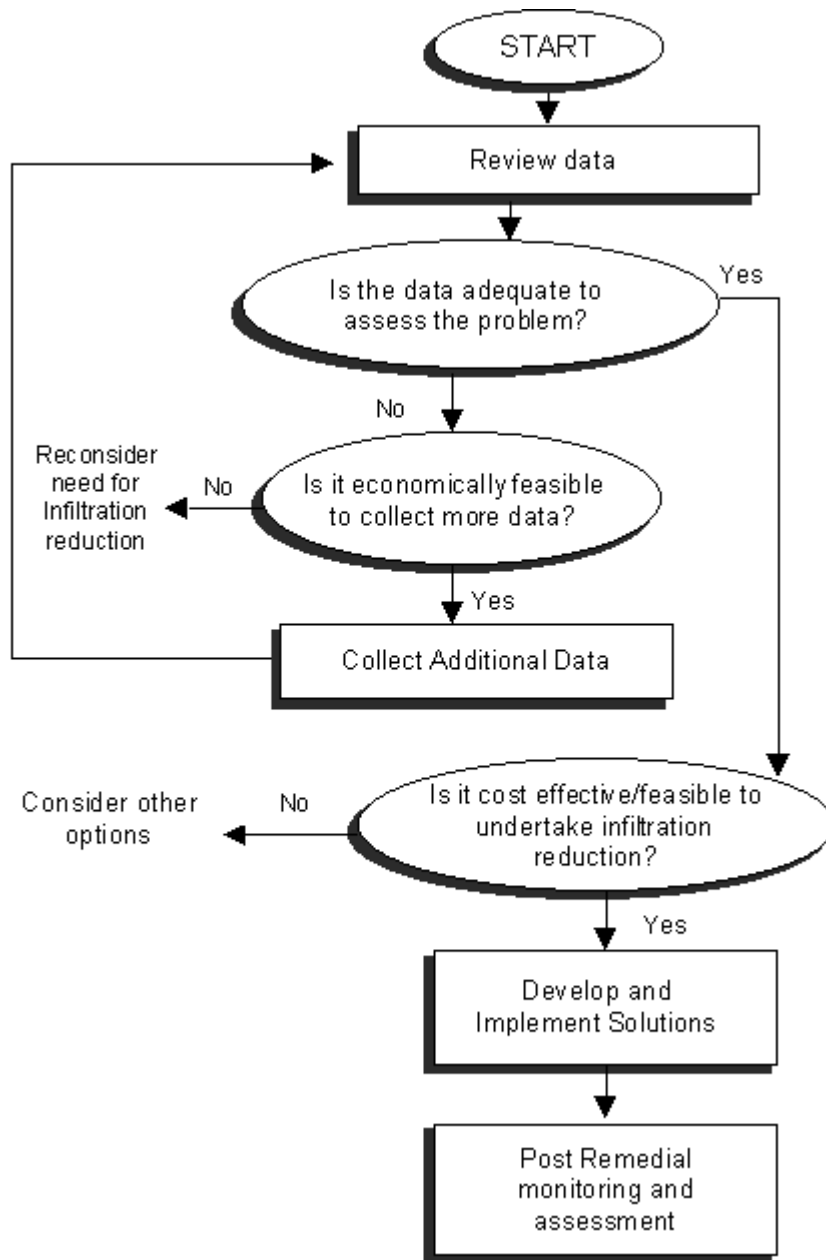 START
Review data
Is the data adequate to
assess the problem?
Yes
No
Is it economically feasible
to collect more data?
No
Reconsider
need for
Infiltration
reduction
Yes
Collect Additional Data
Is it cost effective/feasible to
undertake infiltration
reduction?
No
Consider other
options
Yes
Develop and
Implement Solutions
Post Remedial
monitoring and
assessment